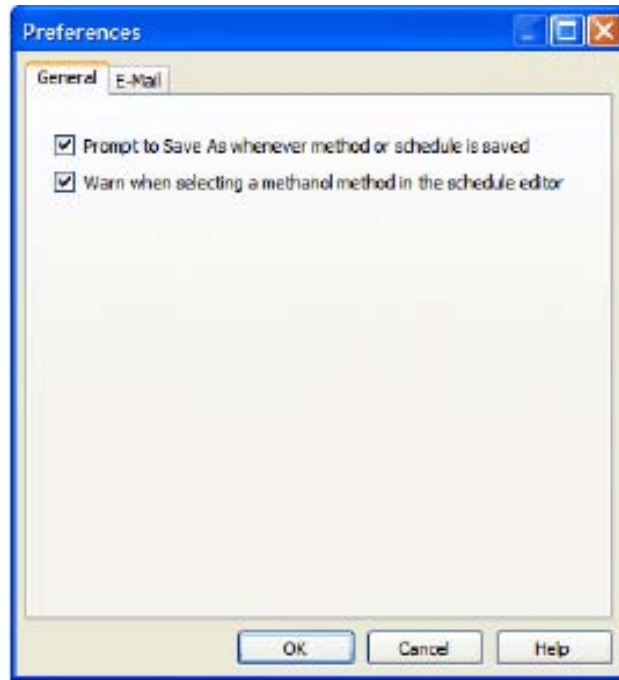 Preferences
General E-Mail
Prompt to Save As whenever method or schedule is saved
Warn when selecting a methanol method in the schedule editor
OK Cancel Help